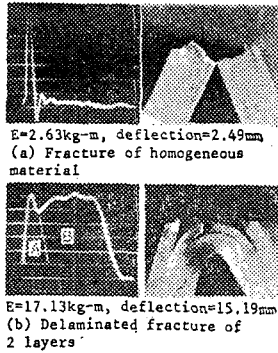 E=2.63kg-m, deflection=2.49mm
(a) Fracture of homogeneous
material
E=17.13kg-m, deflection=15.19mm
(b) Delaminated fracture of
2 layers